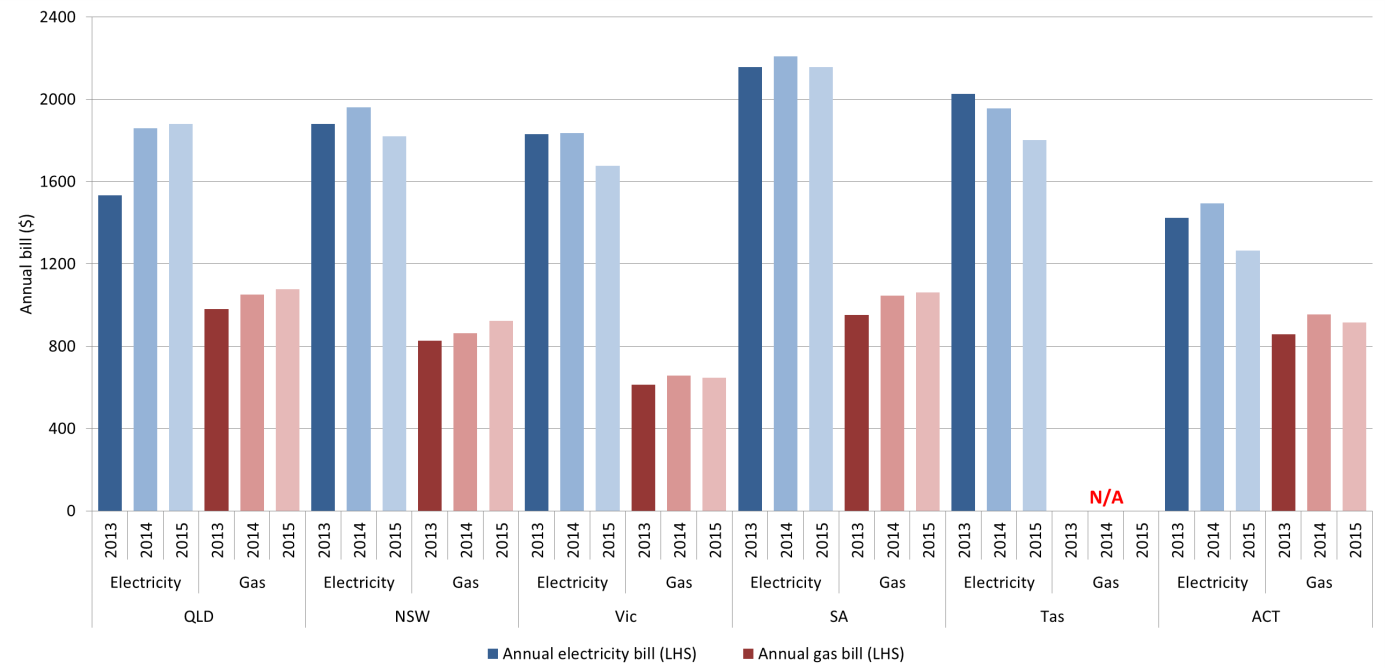 2400
2000
1600
1200
800
400
0
Annual bill ($)
N/A
2013 2014 2015 2013 2014 2015 2013 2014 2015 2013 2014 2015 2013 2014 2015 2013 2014 2015 2013 2014 2015 2013 2014 2015 2013 2014 2015 2013 2014 2015 2013 2014 2015 2013 2014 2015
Electricity Gas Electricity Gas Electricity Gas Electricity Gas Electricity Gas Electricity Gas
QLD NSW Vic SA Tas ACT
Annual electricity bill (LHS) Annual gas bill (LHS)